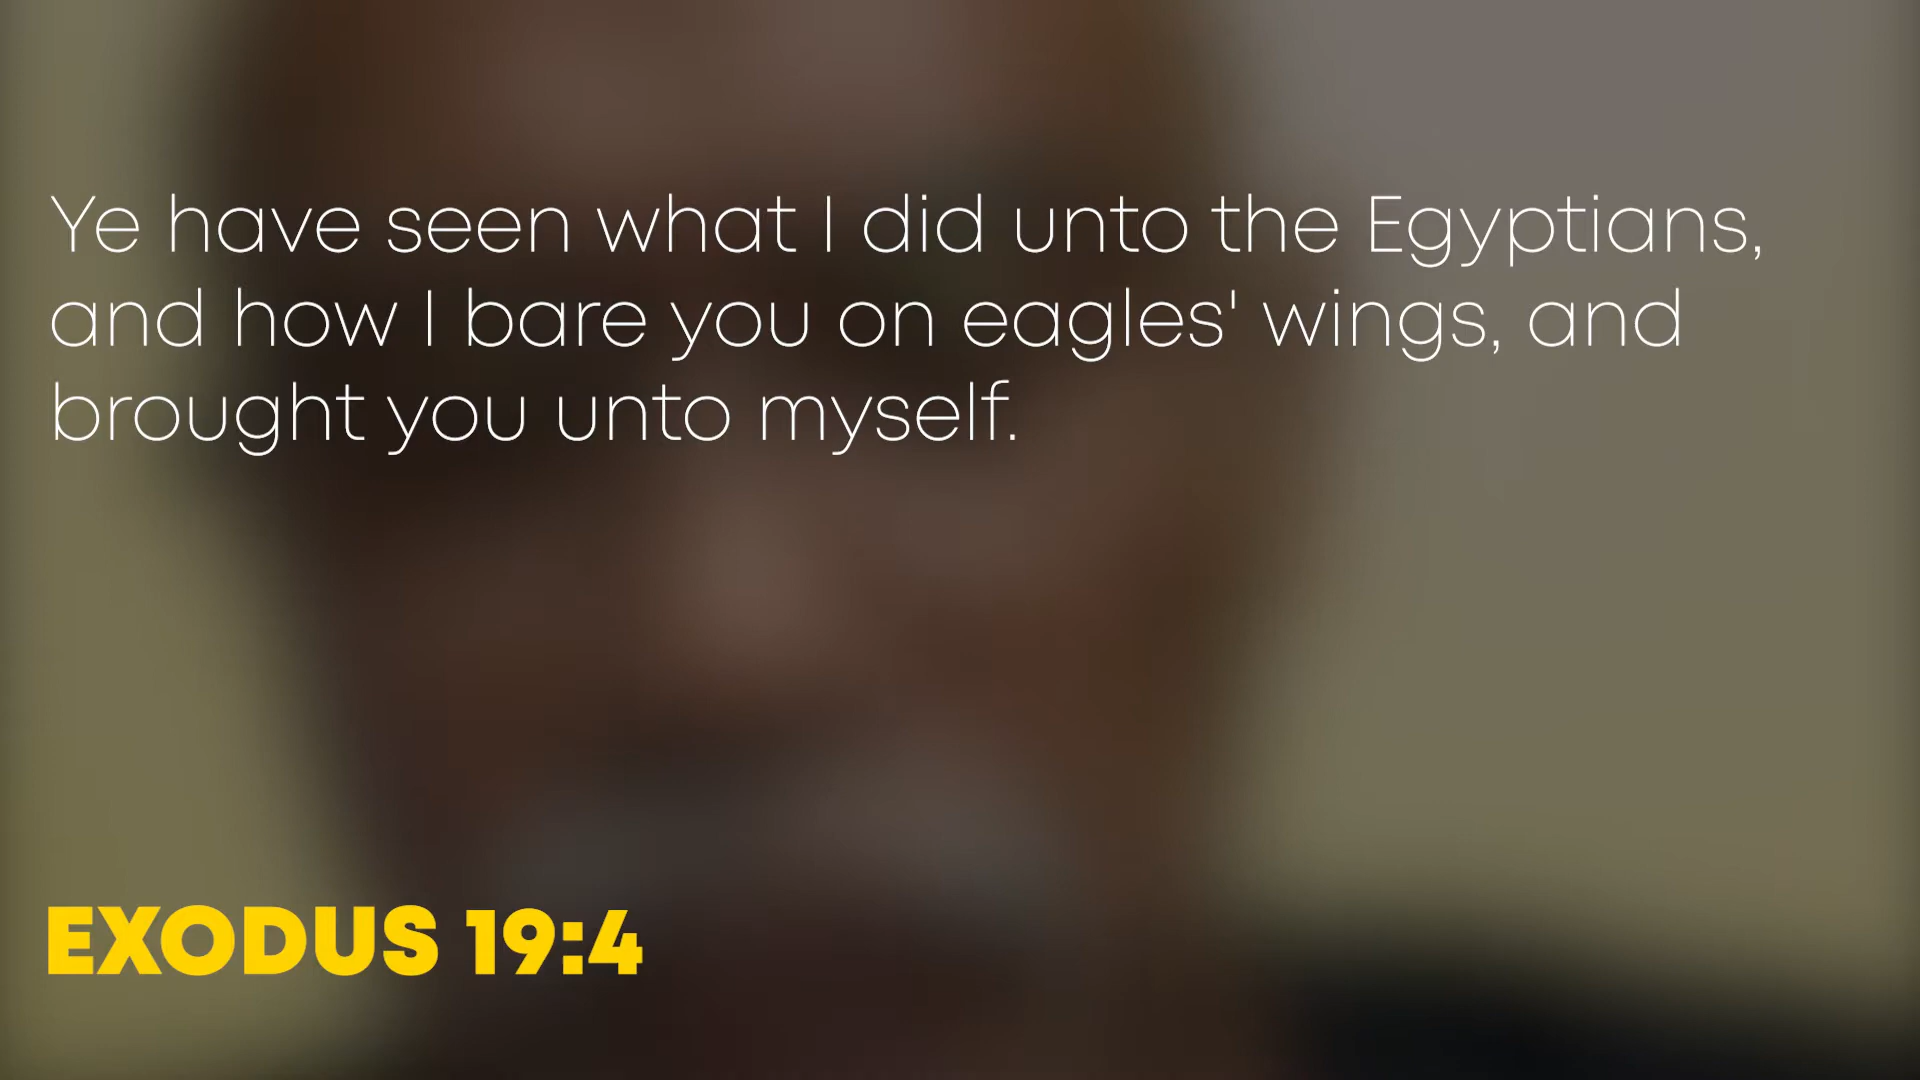 Ye have seen what I did unto the Egyptians,
and how I bare you on eagles' wings, and
brought you unto myself.
EXODUS 19:4